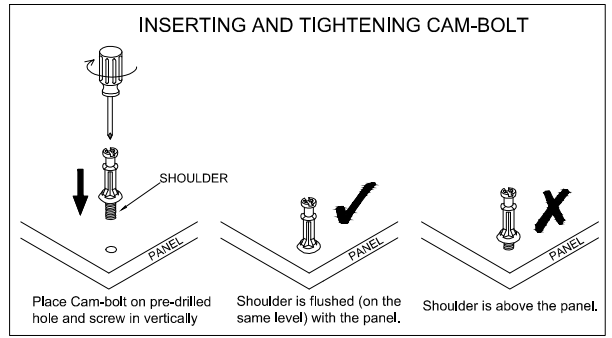 INSERTING AND TIGHTENING CAM-BOLT
SHOULDER
PANEL
PANEL
PANEL
Place Cam-bolt on pre-drilled
hole and screw in vertically
Shoulder is flushed (on the
same level) with the panel.
Shoulder is above the panel.